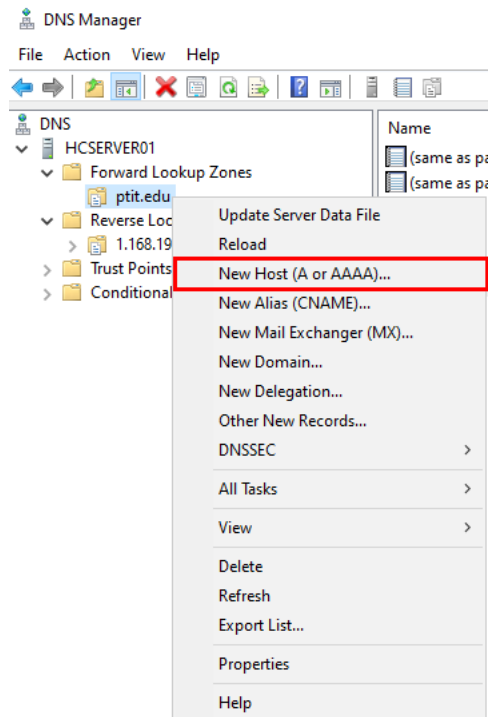 DNS Manager
File Action View Help
DNS
HCSERVER01
Forward Lookup Zones
ptit.edu
Reverse Loc
1.168.19
Trust Points
Conditional
Name
(same as pa
(same as pa
Update Server Data File
Reload
New Host (A or AAAA)...
New Alias (CNAME)...
New Mail Exchanger (MX)...
New Domain...
New Delegation...
Other New Records...
DNSSEC
All Tasks
View
Delete
Refresh
Export List...
Properties
Help